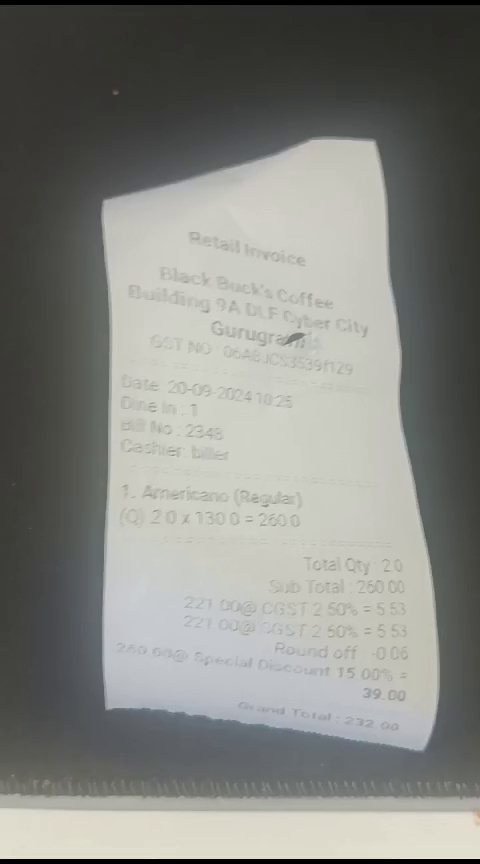 Retail Invoice
Black Buck's Coffee
Building 9A DLF Cyber City
GST NO :
Date: 20-09-2024 10:25
Dine In : 1
Bill No : 2348
Cashier: biller
1. Americano (Regular)
(Q) 2.0 x 130.0 = 260.0
Total Qty : 2.0
Sub Total : 260.00
221.00@ CGST 2.50% = 5.53
221.00@ SGST 2.50% = 5.53
Round off : -0.06
260.00@ Special Discount 15.00% =
39.00
Grand Total : 232.00